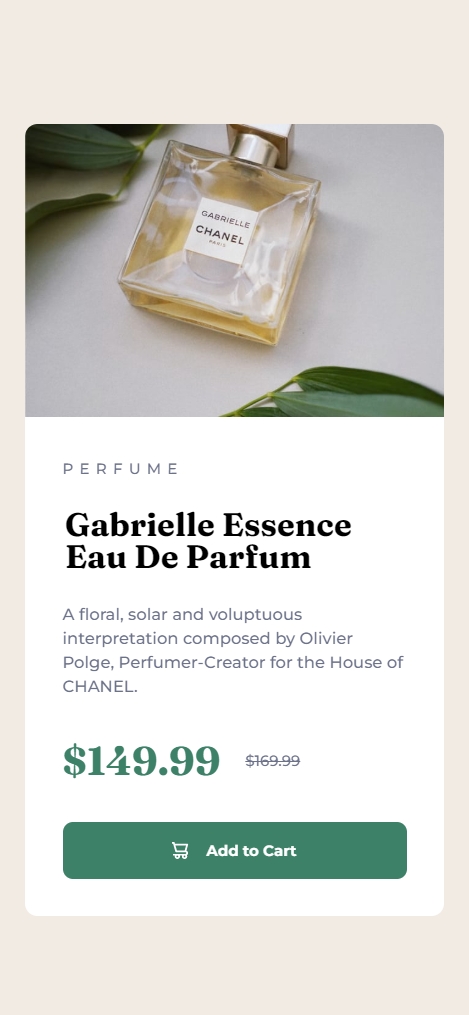 GABRIELLE
CHANEL
PARIS
PERFUME
Gabrielle Essence
Eau De Parfum
A floral, solar and voluptuous
interpretation composed by Olivier
Polge, Perfumer-Creator for the House of
CHANEL.
$149.99 $169.99
Add to Cart